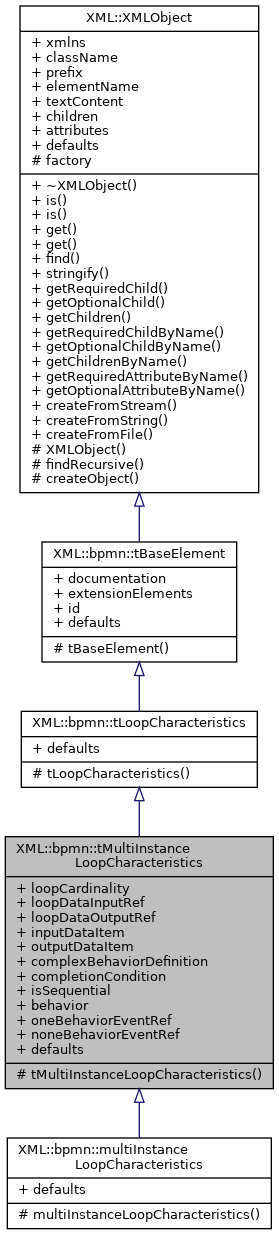 XML::XMLObject
+ xmlns
+ className
+ prefix
+ elementName
+ textContent
+ children
+ attributes
+ defaults
# factory
+ ~XMLObject()
+ is()
+ is()
+ get()
+ get()
+ find()
+ stringify()
+ getRequiredChild()
+ getOptionalChild()
+ getChildren()
+ getRequiredChildByName()
+ getOptionalChildByName()
+ getChildrenByName()
+ getRequiredAttributeByName()
+ getOptionalAttributeByName()
+ createFromStream()
+ createFromString()
+ createFromFile()
# XMLObject()
# findRecursive()
# createObject()
XML::bpmn::tBaseElement
+ documentation
+ extensionElements
+ id
+ defaults
# tBaseElement()
XML::bpmn::tLoopCharacteristics
+ defaults
# tLoopCharacteristics()
XML::bpmn::tMultiInstance
LoopCharacteristics
+ loopCardinality
+ loopDataInputRef
+ loopDataOutputRef
+ inputDataItem
+ outputDataItem
+ complexBehaviorDefinition
+ completionCondition
+ isSequential
+ behavior
+ oneBehaviorEventRef
+ noneBehaviorEventRef
+ defaults
# tMultiInstanceLoopCharacteristics()
XML::bpmn::multiInstance
LoopCharacteristics
+ defaults
# multiInstanceLoopCharacteristics()